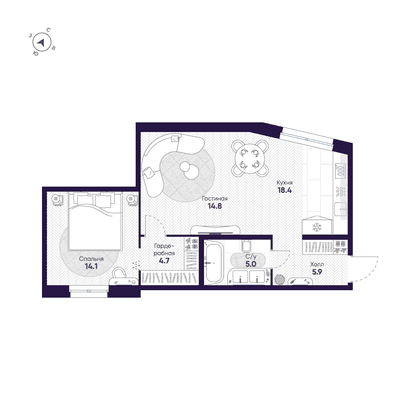 С
З
В
Ю
Гостиная
14.8
Кухня
18.4
Гарде-
робная
4.7
С/у
5.0
Спальня
14.1
Холл
5.9